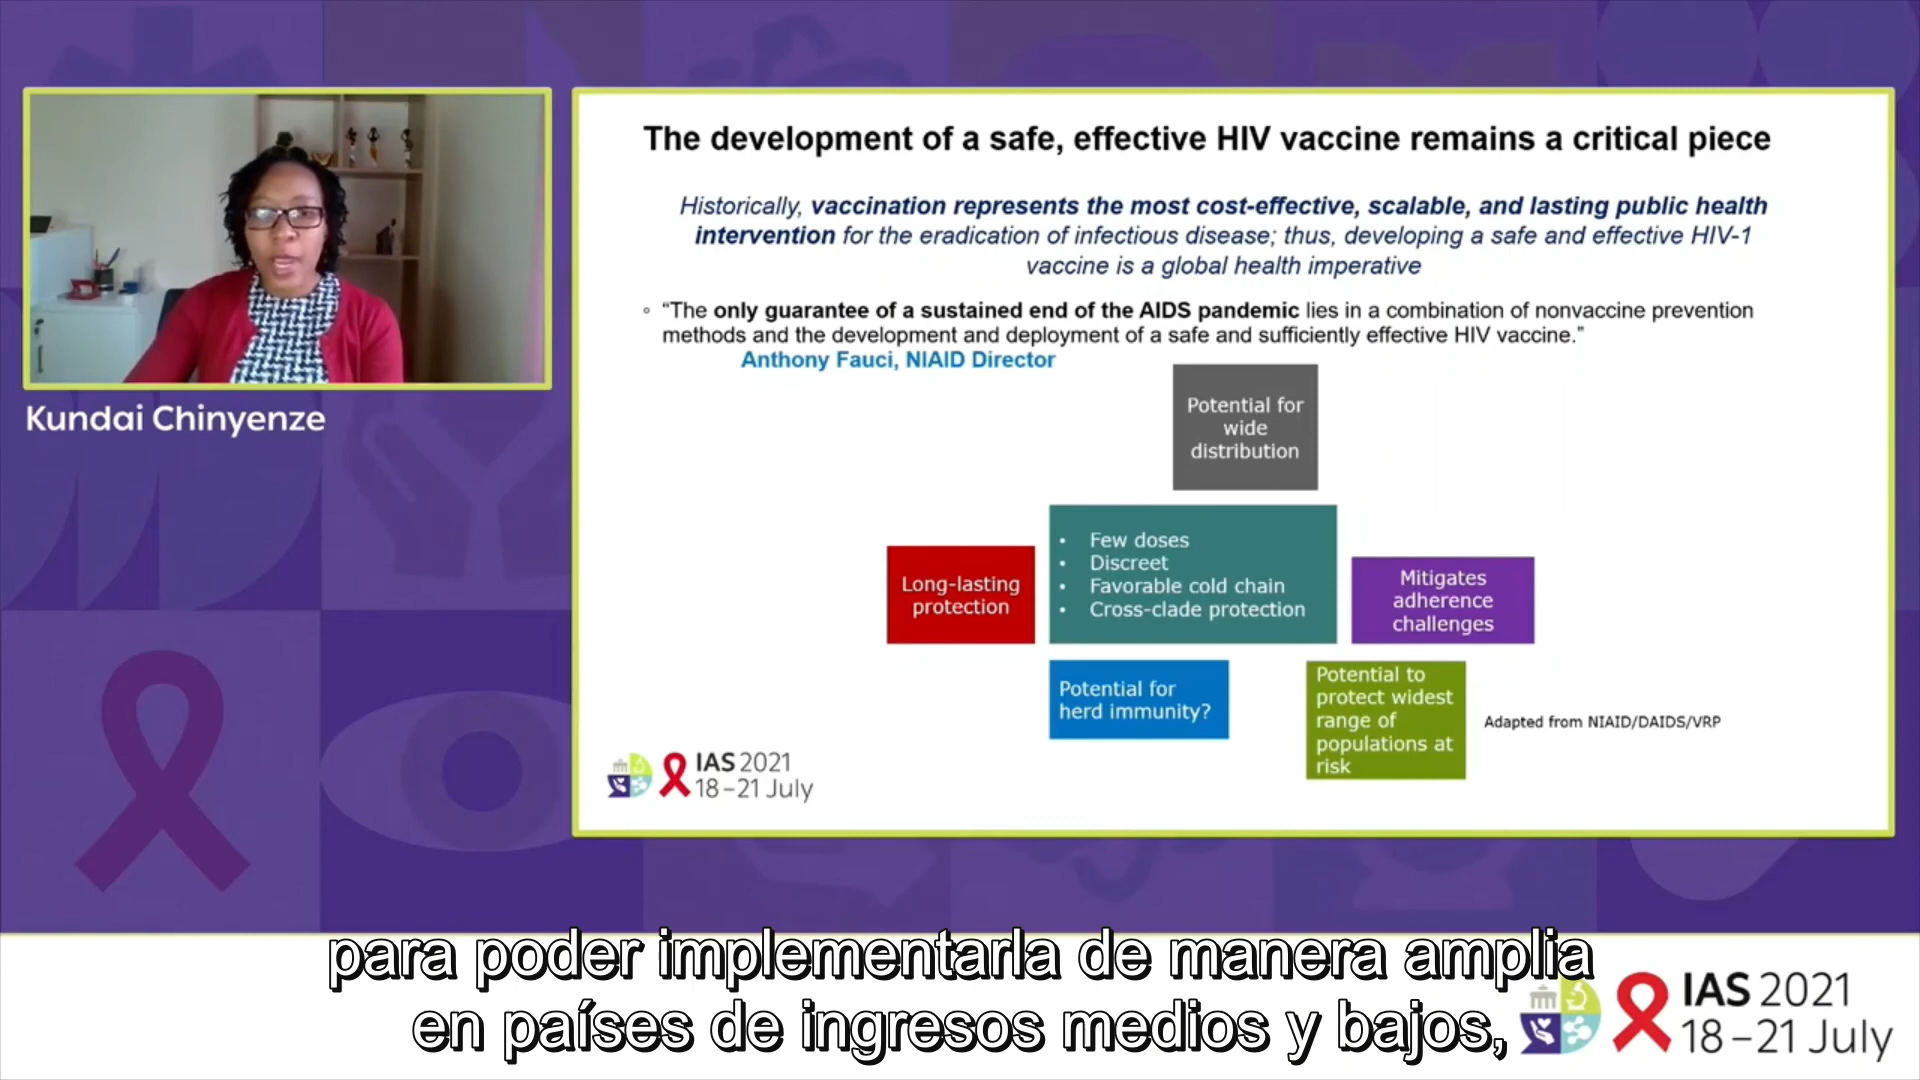 Kundai Chinyenze
The development of a safe, effective HIV vaccine remains a critical piece
Historically, vaccination represents the most cost-effective, scalable, and lasting public health
intervention for the eradication of infectious disease; thus, developing a safe and effective HIV-1
vaccine is a global health imperative
◦ “The only guarantee of a sustained end of the AIDS pandemic lies in a combination of nonvaccine prevention
methods and the development and deployment of a safe and sufficiently effective HIV vaccine.”
Anthony Fauci, NIAID Director
Potential for
wide
distribution
Long-lasting
protection
• Few doses
• Discreet
• Favorable cold chain
• Cross-clade protection
Mitigates
adherence
challenges
Potential for
herd immunity?
Potential to
protect widest
range of
populations at
risk
Adapted from NIAID/DAIDS/VRP
IAS 2021
18–21 July
para poder implementarla de manera amplia
en países de ingresos medios y bajos,
IAS 2021
18–21 July